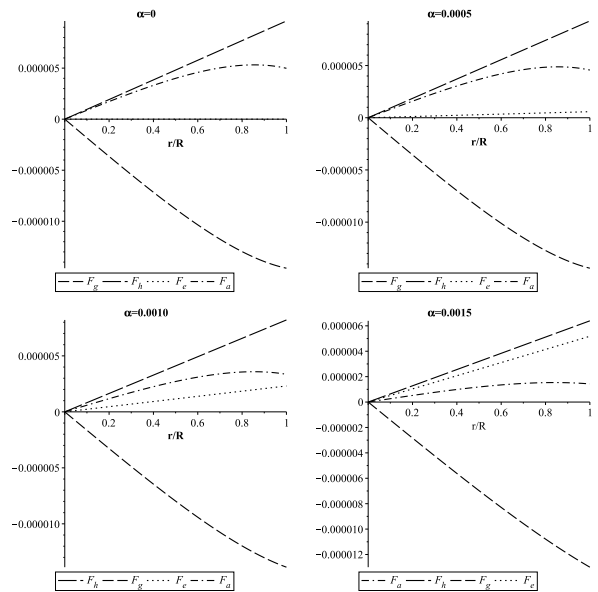 α=0
0.000005
0
−0.000005
−0.000010
0.2 0.4 0.6 0.8 1
r/R
F_g F_h F_e F_a
α=0.0005
0.000005
0
−0.000005
−0.000010
0.2 0.4 0.6 0.8 1
r/R
F_g F_h F_e F_a
α=0.0010
0.000005
0
−0.000005
−0.000010
0.2 0.4 0.6 0.8 1
r/R
F_h F_g F_e F_a
α=0.0015
0.000006
0.000004
0.000002
0
−0.000002
−0.000004
−0.000006
−0.000008
−0.000010
−0.000012
0.2 0.4 0.6 0.8 1
r/R
F_a F_h F_g F_e